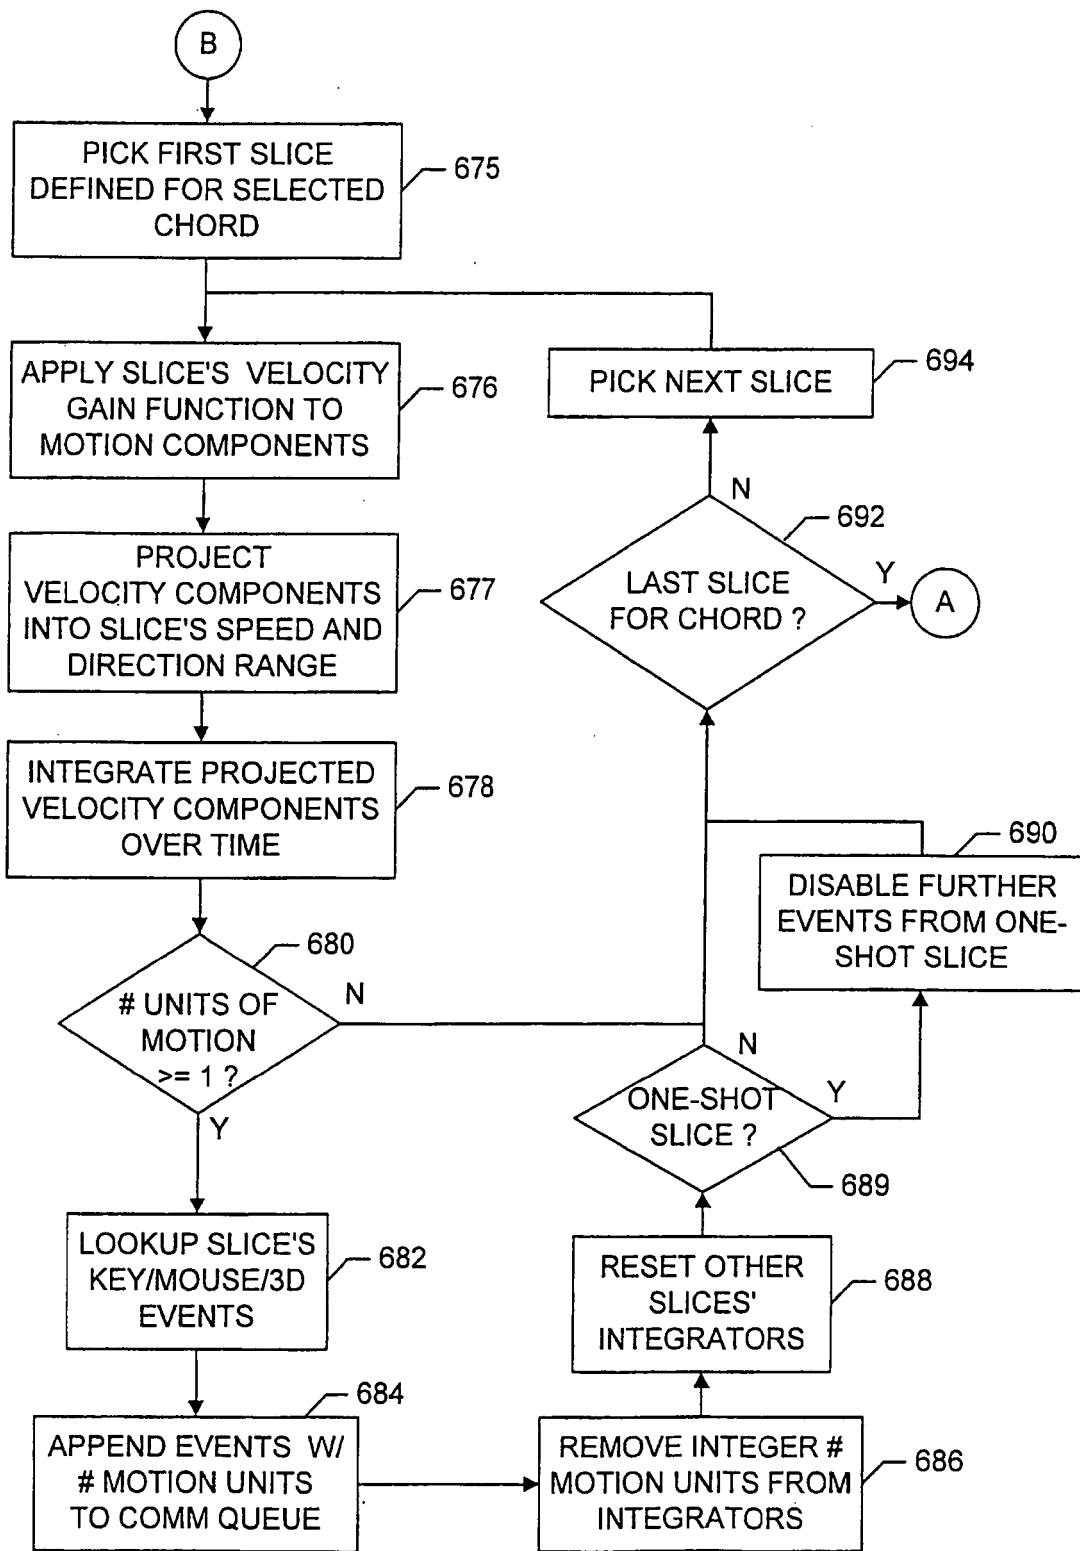 B
PICK FIRST SLICE
DEFINED FOR SELECTED
CHORD
675
APPLY SLICE'S VELOCITY
GAIN FUNCTION TO
MOTION COMPONENTS
676
PROJECT
VELOCITY COMPONENTS
INTO SLICE'S SPEED AND
DIRECTION RANGE
677
INTEGRATE PROJECTED
VELOCITY COMPONENTS
OVER TIME
678
# UNITS OF
MOTION
>= 1 ?
680
N
Y
LOOKUP SLICE'S
KEY/MOUSE/3D
EVENTS
682
APPEND EVENTS W/
# MOTION UNITS
TO COMM QUEUE
684
REMOVE INTEGER #
MOTION UNITS FROM
INTEGRATORS
686
RESET OTHER
SLICES'
INTEGRATORS
688
ONE-SHOT
SLICE ?
689
N
Y
DISABLE FURTHER
EVENTS FROM ONE-
SHOT SLICE
690
LAST SLICE
FOR CHORD ?
692
N
Y
A
PICK NEXT SLICE
694